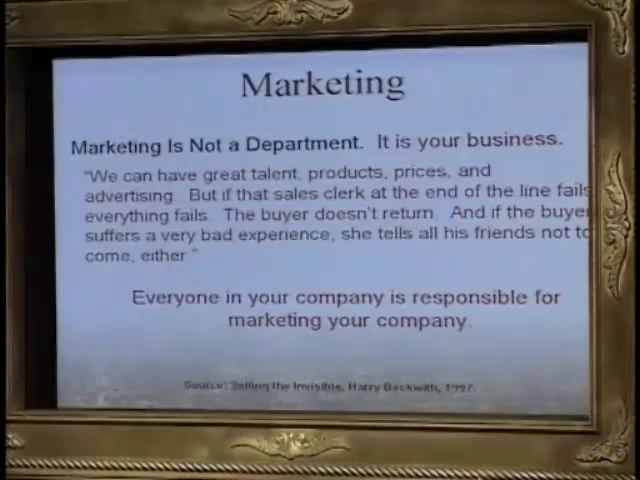 Marketing
Marketing Is Not a Department. It is your business.
"We can have great talent, products, prices, and
advertising But if that sales clerk at the end of the line fails
everything fails The buyer doesn't return And if the buyer
suffers a very bad experience, she tells all his friends not to
come, either "
Everyone in your company is responsible for
marketing your company.
Source: Selling the Invisible, Harry Beckwith, 1997.